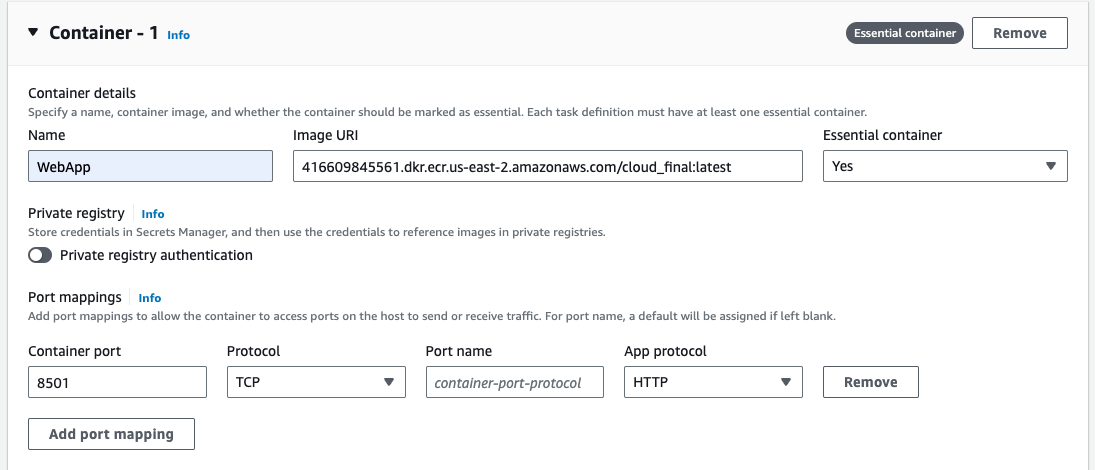 Container - 1 Info Essential container Remove
Container details
Specify a name, container image, and whether the container should be marked as essential. Each task definition must have at least one essential container.
Name Image URI Essential container
WebApp 416609845561.dkr.ecr.us-east-2.amazonaws.com/cloud_final:latest Yes
Private registry Info
Store credentials in Secrets Manager, and then use the credentials to reference images in private registries.
Private registry authentication
Port mappings Info
Add port mappings to allow the container to access ports on the host to send or receive traffic. For port name, a default will be assigned if left blank.
Container port Protocol Port name App protocol
8501 TCP container-port-protocol HTTP Remove
Add port mapping